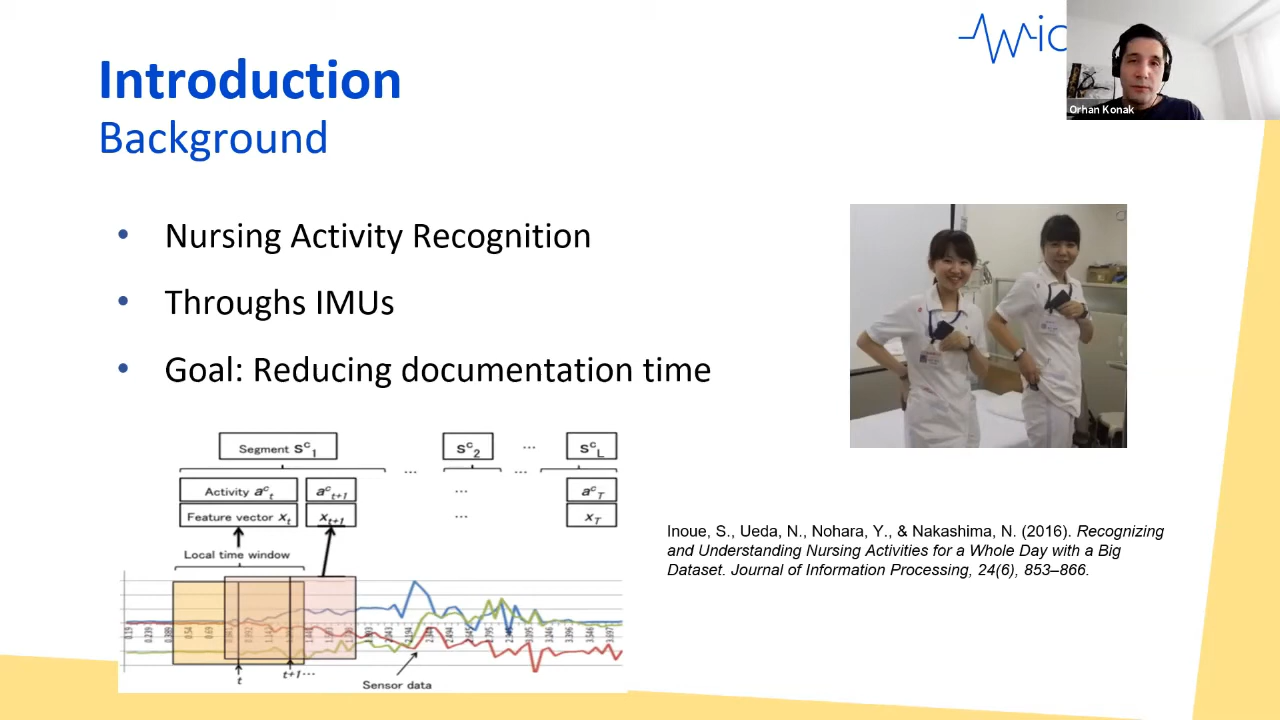 Introduction
Background
Orhan Konak
• Nursing Activity Recognition
• Throughs IMUs
• Goal: Reducing documentation time
Segment s^c_1
s^c_2
...
s^c_L
...
...
Activity a^c_t
a^c_t+1
...
a^c_T
Feature vector x_t
x_t+1
...
x_T
Local time window
t
t+1...
Sensor data
Inoue, S., Ueda, N., Nohara, Y., & Nakashima, N. (2016). Recognizing
and Understanding Nursing Activities for a Whole Day with a Big
Dataset. Journal of Information Processing, 24(6), 853–866.